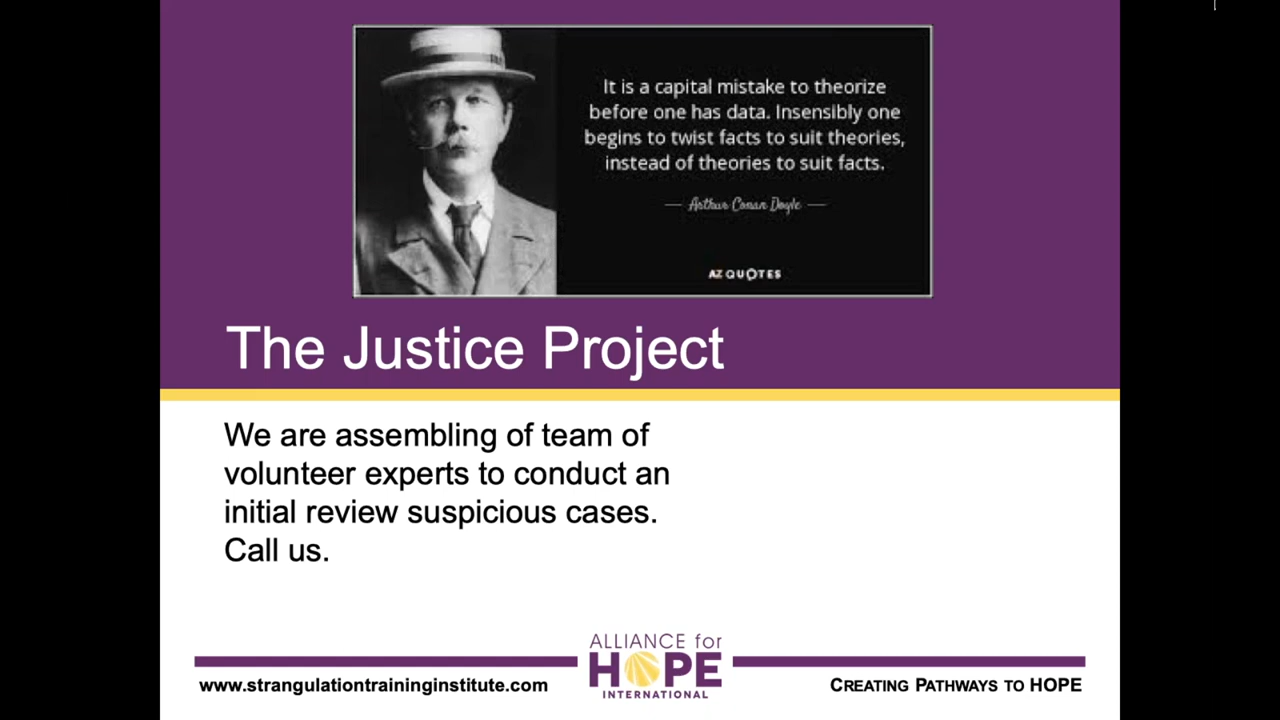 It is a capital mistake to theorize
before one has data. Insensibly one
begins to twist facts to suit theories,
instead of theories to suit facts.
Arthur Conan Doyle
AZ QUOTES
The Justice Project
We are assembling of team of
volunteer experts to conduct an
initial review suspicious cases.
Call us.
ALLIANCE for
HOPE
INTERNATIONAL
www.strangulationtraininginstitute.com
CREATING PATHWAYS TO HOPE